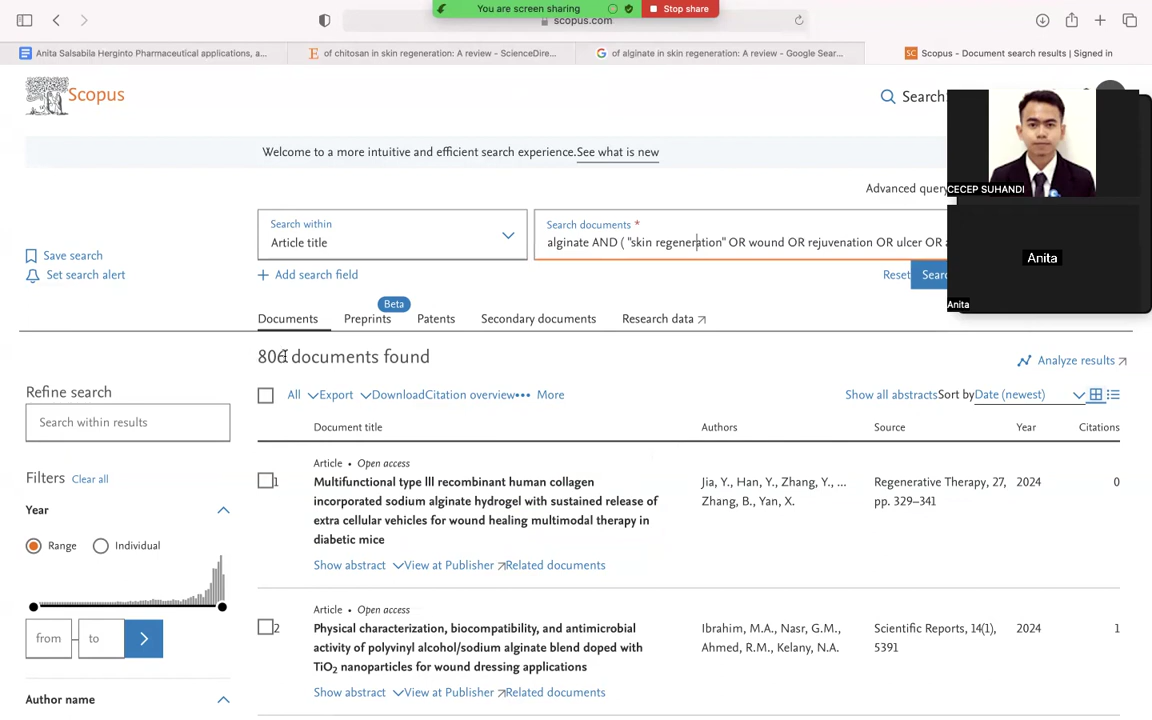 You are screen sharing
Stop share
scopus.com
Anita Salsabila Herginto Pharmaceutical applications, a...
of chitosan in skin regeneration: A review - ScienceDire...
of alginate in skin regeneration: A review - Google Sear...
Scopus - Document search results | Signed in
Scopus
Search
Welcome to a more intuitive and efficient search experience. See what is new
CECEP SUHANDI
Advanced query
Search within
Article title
Search documents *
alginate AND ( "skin regeneration" OR wound OR rejuvenation OR ulcer OR
Anita
Anita
Save search
Set search alert
Add search field
Reset
Searc
Beta
Documents
Preprints
Patents
Secondary documents
Research data
806 documents found
Analyze results
Refine search
Search within results
All
Export
Download
Citation overview
••• More
Show all abstracts
Sort by
Date (newest)
Document title
Authors
Source
Year
Citations
Filters
Clear all
Year
Range
Individual
from
to
Author name
1
Article • Open access
Multifunctional type lll recombinant human collagen
incorporated sodium alginate hydrogel with sustained release of
extra cellular vehicles for wound healing multimodal therapy in
diabetic mice
Jia, Y., Han, Y., Zhang, Y., ...
Zhang, B., Yan, X.
Regenerative Therapy, 27,
pp. 329–341
2024
0
Show abstract
View at Publisher
Related documents
2
Article • Open access
Physical characterization, biocompatibility, and antimicrobial
activity of polyvinyl alcohol/sodium alginate blend doped with
TiO2 nanoparticles for wound dressing applications
Ibrahim, M.A., Nasr, G.M.,
Ahmed, R.M., Kelany, N.A.
Scientific Reports, 14(1),
5391
2024
1
Show abstract
View at Publisher
Related documents